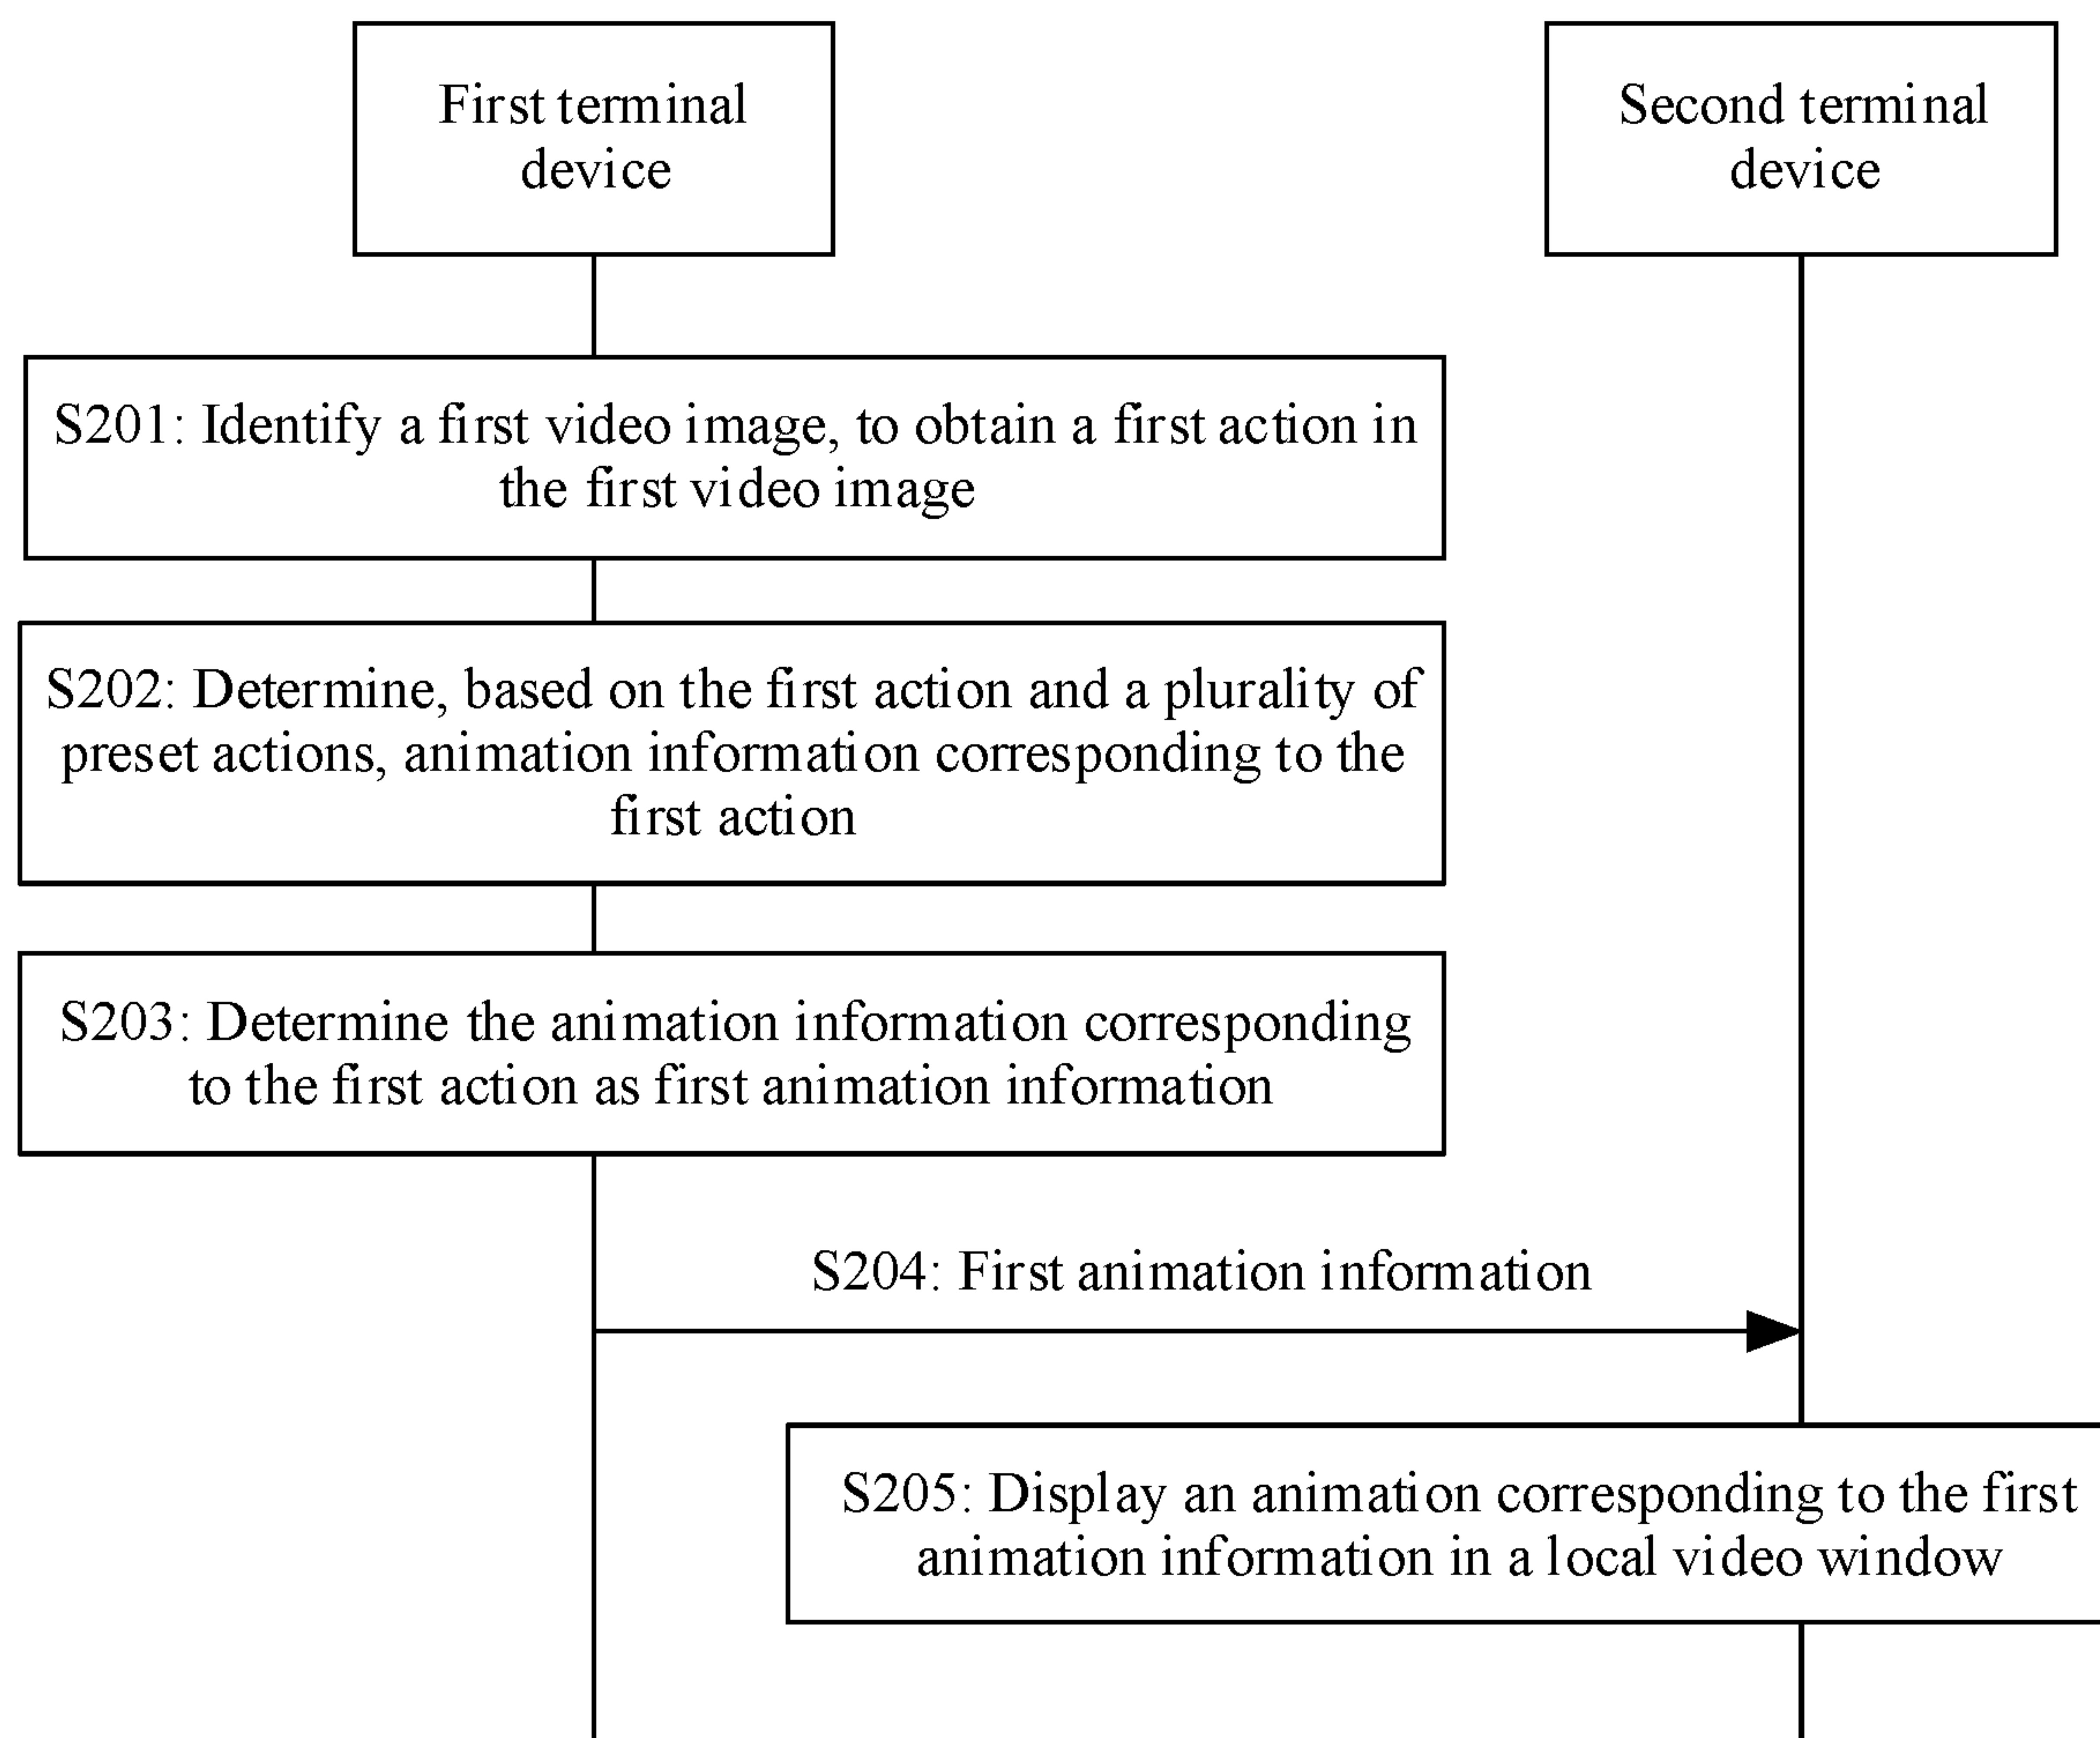 First terminal
device
Second terminal
device
S201: Identify a first video image, to obtain a first action in
the first video image
S202: Determine, based on the first action and a plurality of
preset actions, animation information corresponding to the
first action
S203: Determine the animation information corresponding
to the first action as first animation information
S204: First animation information
S205: Display an animation corresponding to the first
animation information in a local video window